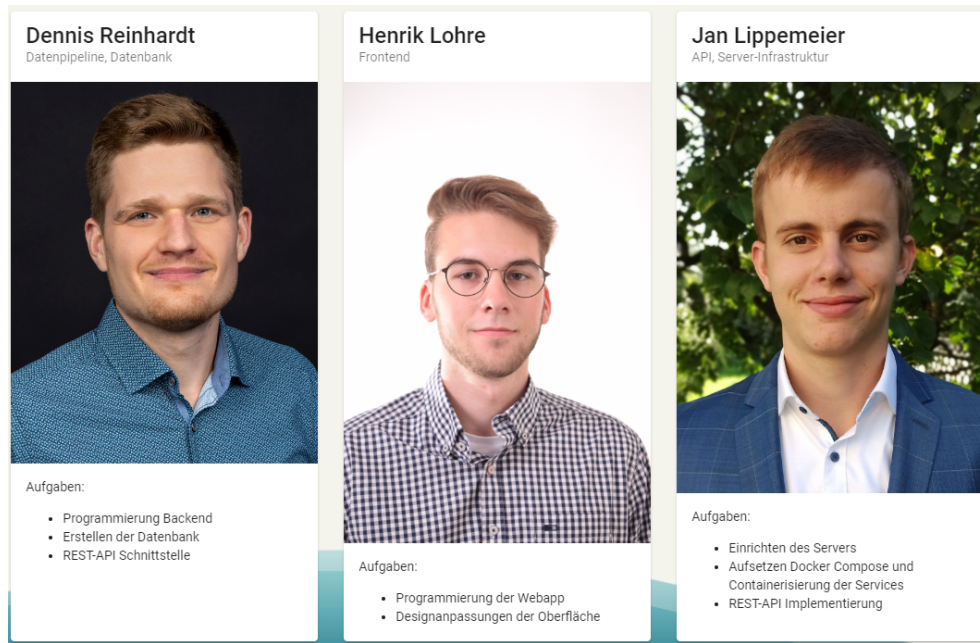 Dennis Reinhardt
Datenpipeline, Datenbank
Aufgaben:
Programmierung Backend
Erstellen der Datenbank
REST-API Schnittstelle
Henrik Lohre
Frontend
Aufgaben:
Programmierung der Webapp
Designanpassungen der Oberfläche
Jan Lippemeier
API, Server-Infrastruktur
Aufgaben:
Einrichten des Servers
Aufsetzen Docker Compose und
Containerisierung der Services
REST-API Implementierung